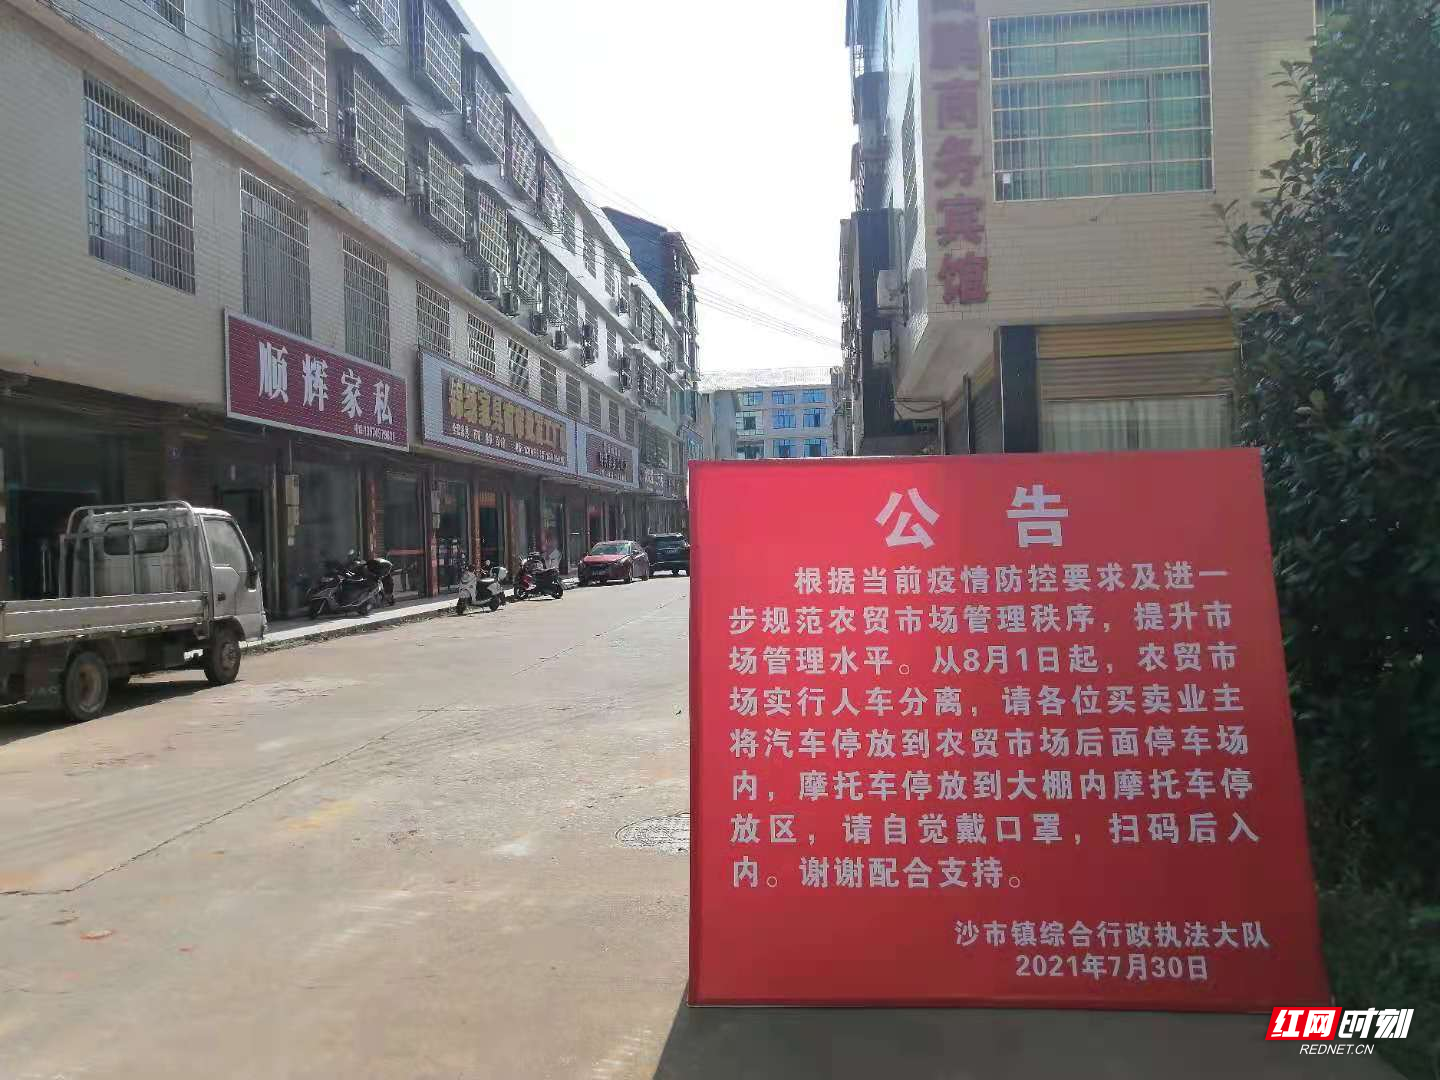 鹏商务宾馆
顺辉家私
公告
根据当前疫情防控要求及进一
步规范农贸市场管理秩序，提升市
场管理水平。从8月1日起，农贸市
场实行人车分离，请各位买卖业主
将汽车停放到农贸市场后面停车场
内，摩托车停放到大棚内摩托车停
放区，请自觉戴口罩，扫码后入
内。谢谢配合支持。
沙市镇综合行政执法大队
2021年7月30日
JAC
红网时刻
REDNET.CN